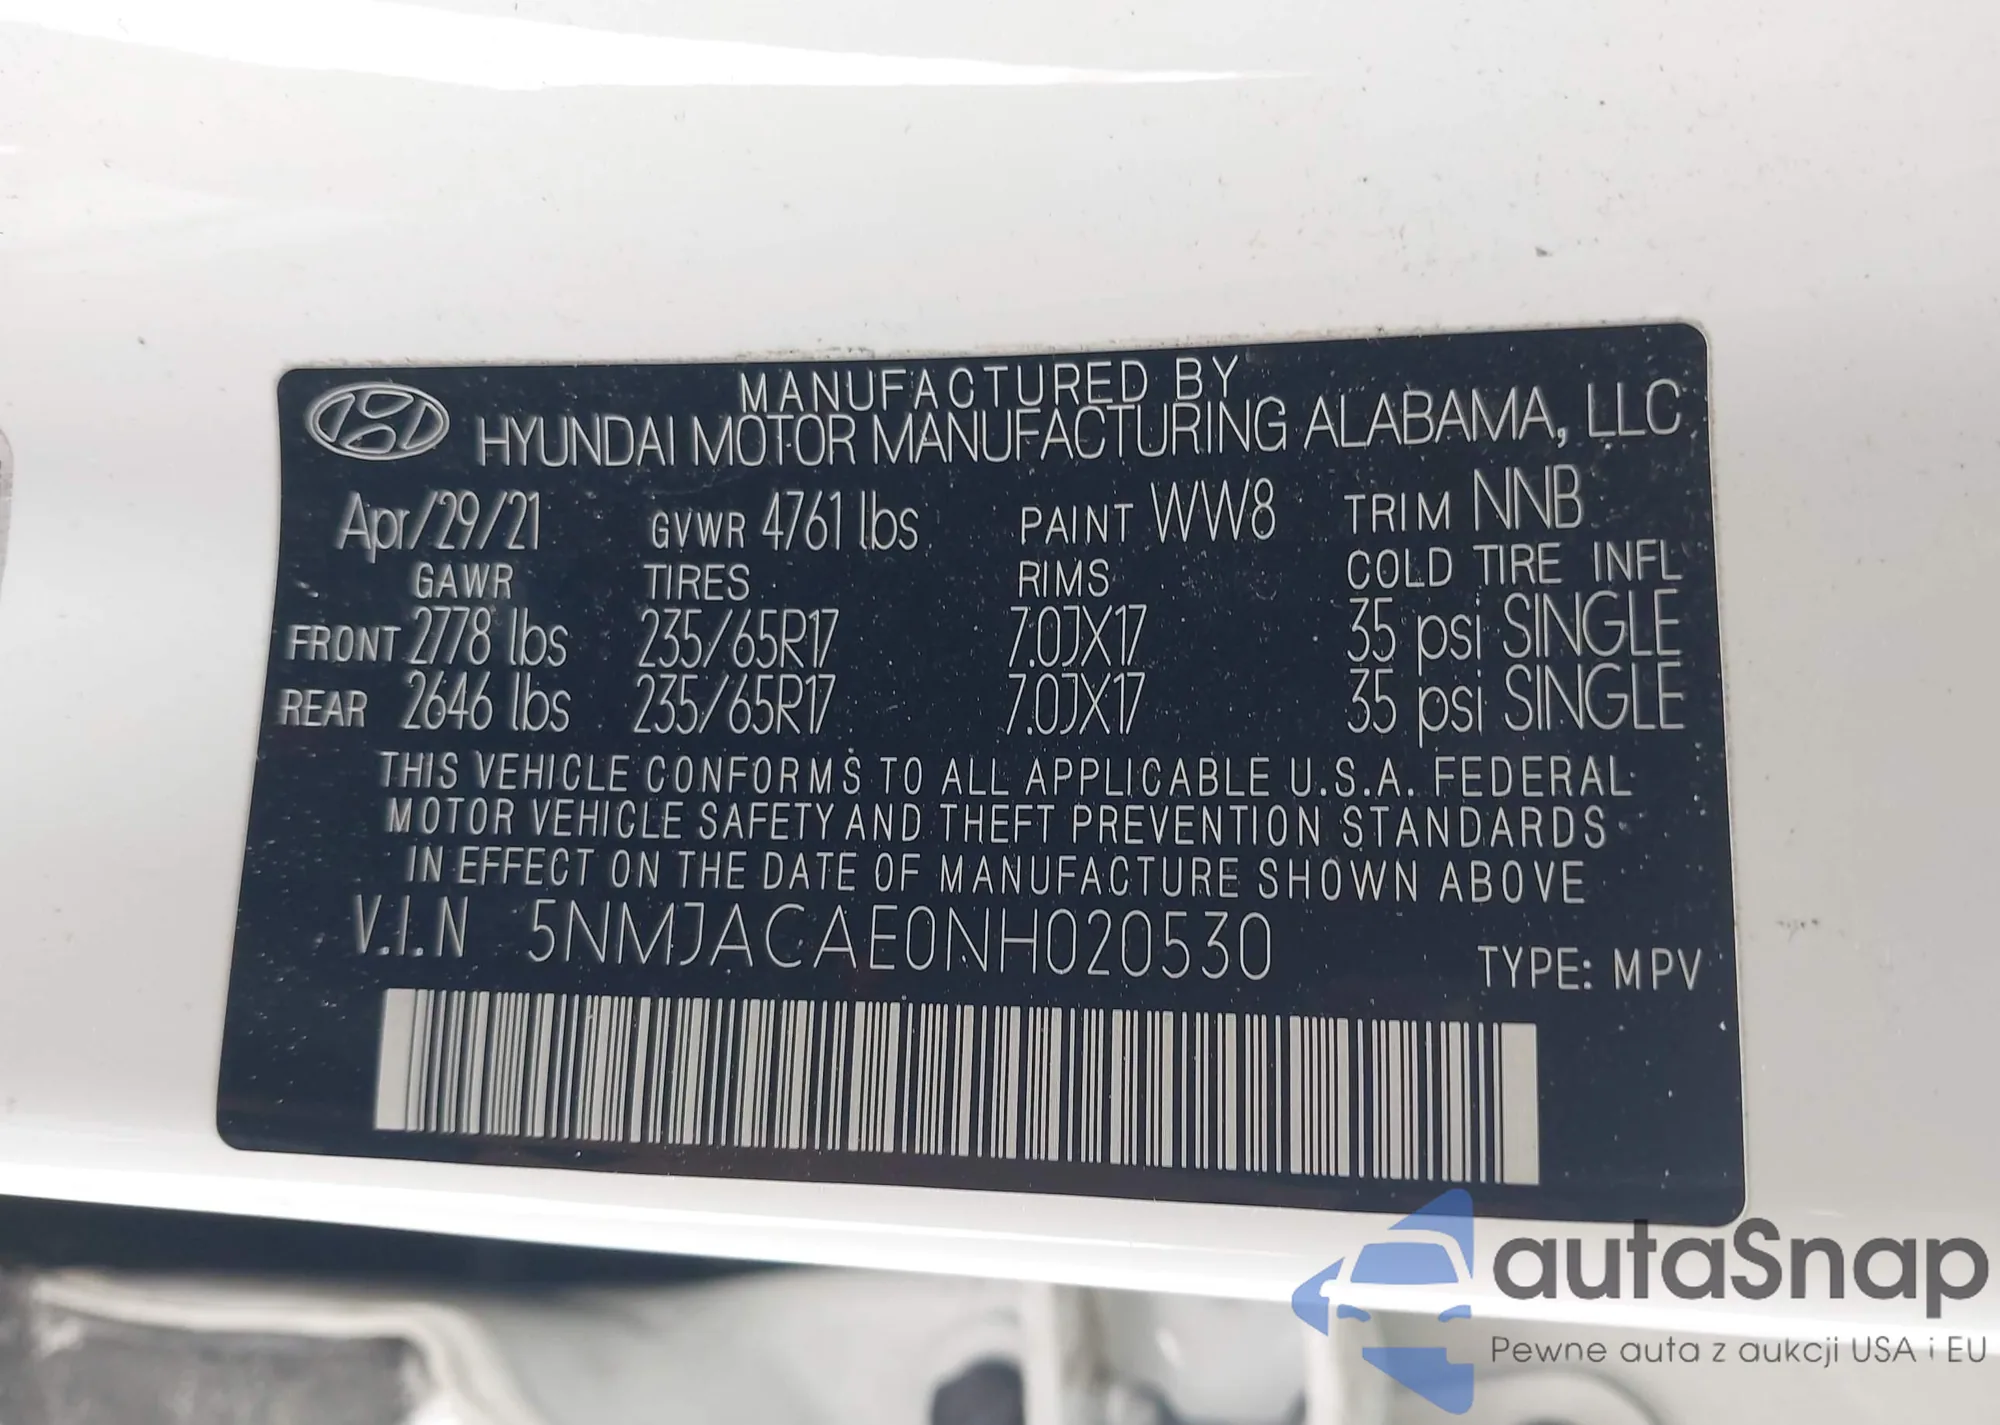 MANUFACTURED BY
HYUNDAI MOTOR MANUFACTURING ALABAMA, LLC
Apr/29/21 GVWR 4761 lbs PAINT WW8 TRIM NNB
GAWR TIRES RIMS COLD TIRE INFL
FRONT 2778 lbs 235/65R17 7.0JX17 35 psi SINGLE
REAR 2646 lbs 235/65R17 7.0JX17 35 psi SINGLE
THIS VEHICLE CONFORMS TO ALL APPLICABLE U.S.A. FEDERAL
MOTOR VEHICLE SAFETY AND THEFT PREVENTION STANDARDS
IN EFFECT ON THE DATE OF MANUFACTURE SHOWN ABOVE
V.I.N 5NMJACAE0NH020530 TYPE: MPV
autaSnap
Pewne auta z aukcji USA i EU